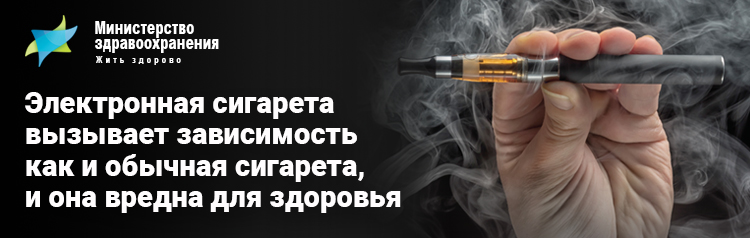 Министерство
здравоохранения
Жить здорово
Электронная сигарета
вызывает зависимость
как и обычная сигарета,
и она вредна для здоровья